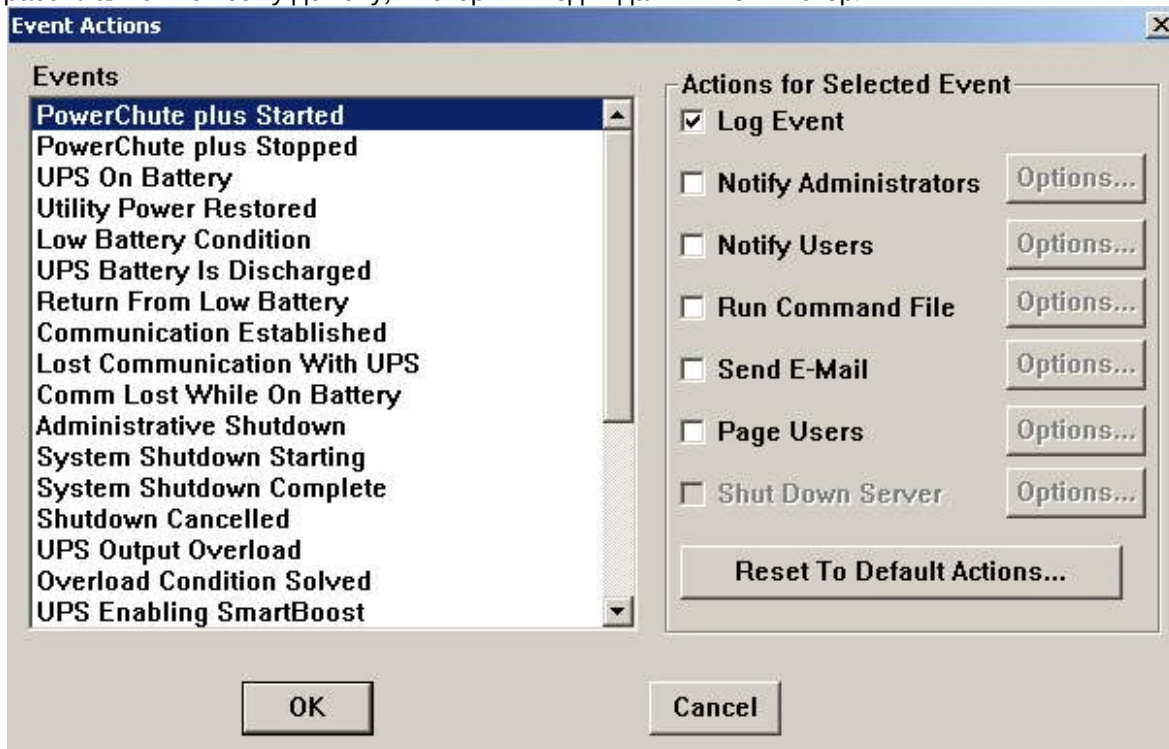 Event Actions
Events
PowerChute plus Started
PowerChute plus Stopped
UPS On Battery
Utility Power Restored
Low Battery Condition
UPS Battery Is Discharged
Return From Low Battery
Communication Established
Lost Communication With UPS
Comm Lost While On Battery
Administrative Shutdown
System Shutdown Starting
System Shutdown Complete
Shutdown Cancelled
UPS Output Overload
Overload Condition Solved
UPS Enabling SmartBoost
Actions for Selected Event
Log Event
Notify Administrators Options...
Notify Users Options...
Run Command File Options...
Send E-Mail Options...
Page Users Options...
Shut Down Server Options...
Reset To Default Actions...
OK
Cancel